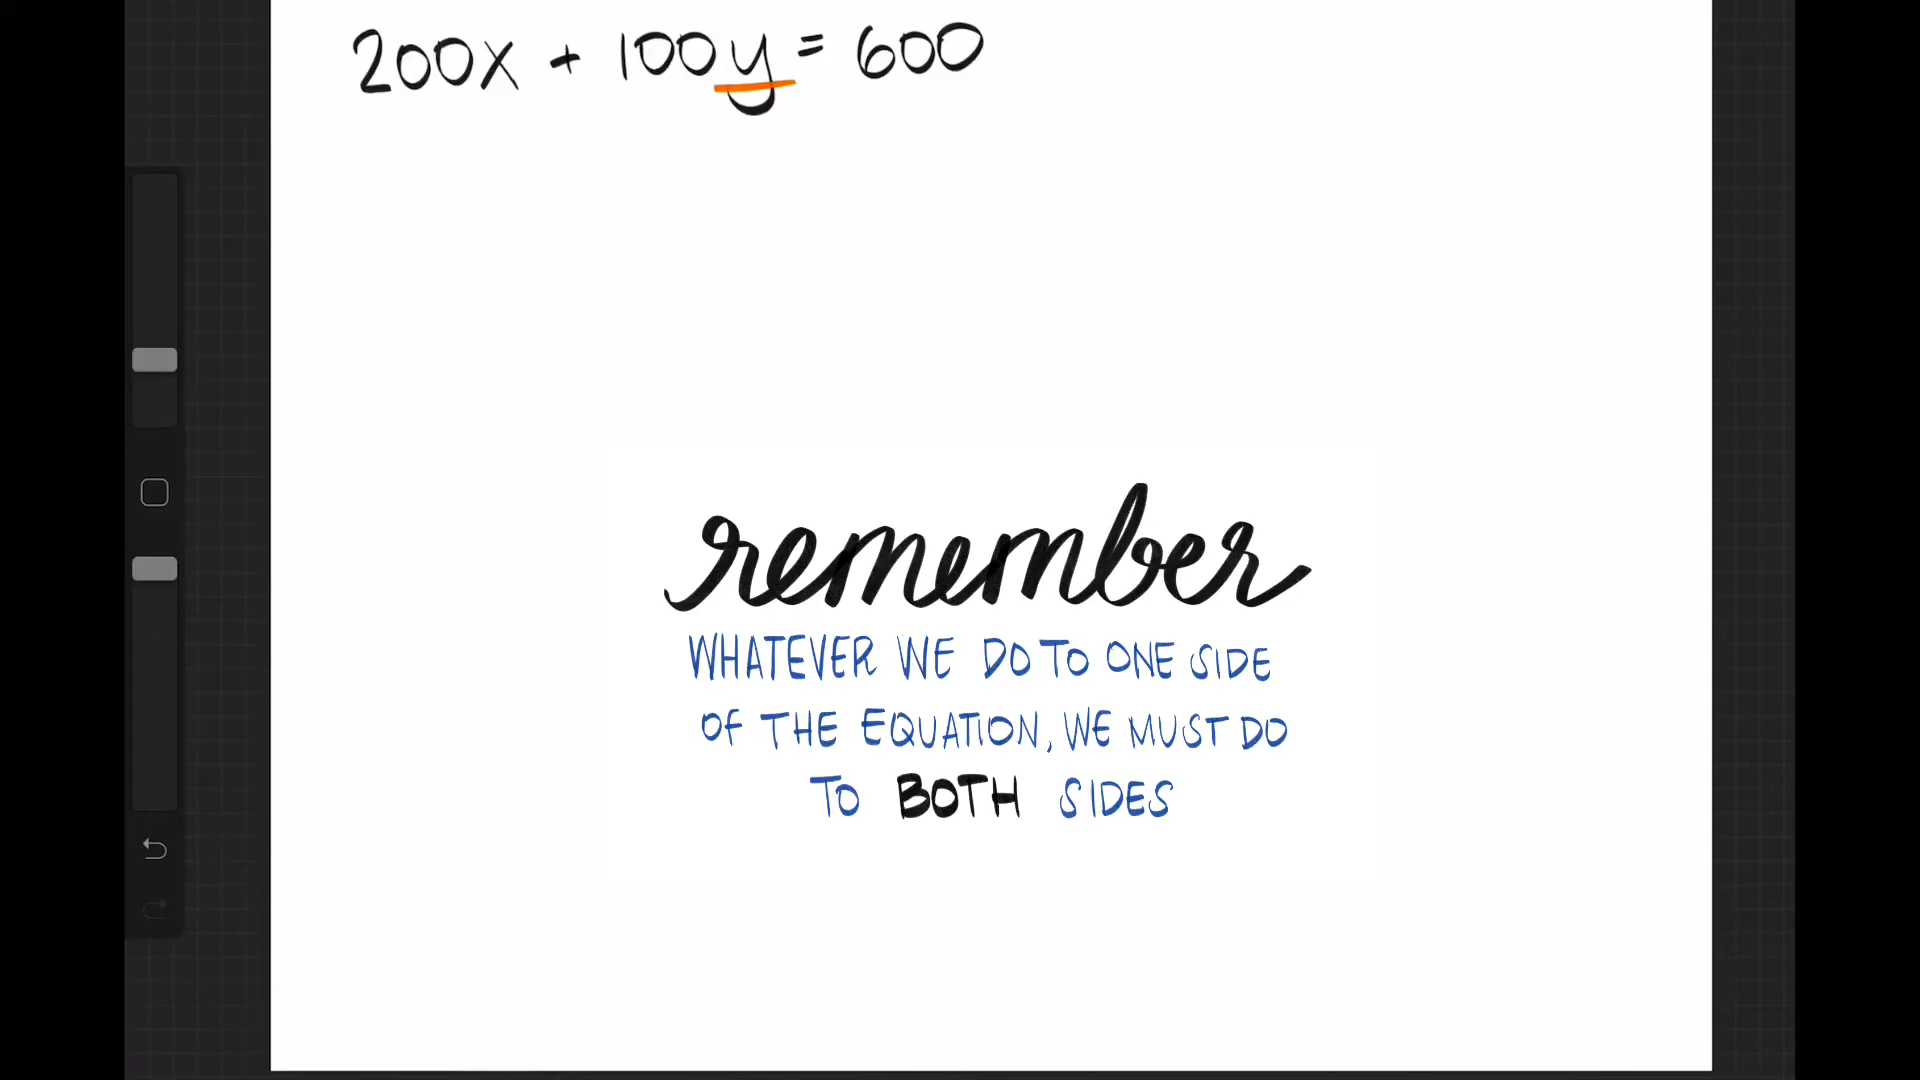 200x + 100y = 600
remember
WHATEVER WE DO TO ONE SIDE
OF THE EQUATION, WE MUST DO
TO BOTH SIDES